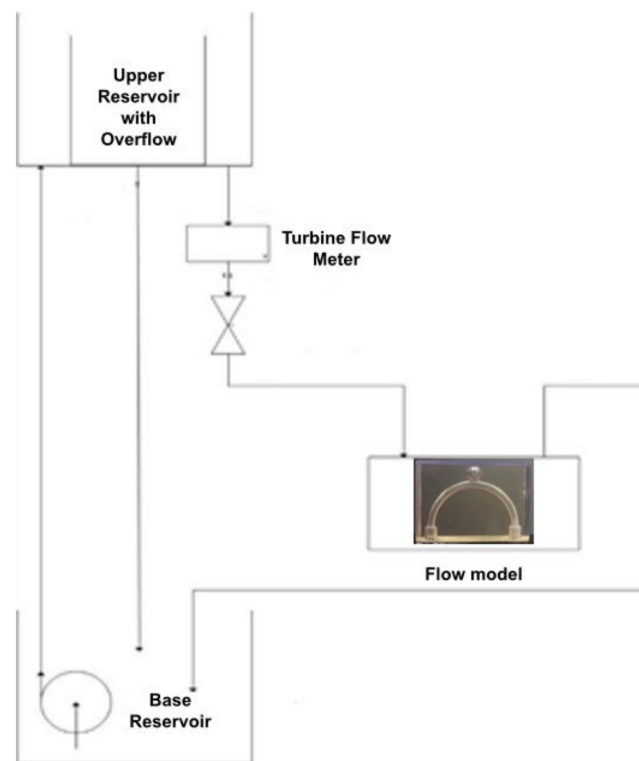 Upper
Reservoir
with
Overflow
Turbine Flow
Meter
Flow model
Base
Reservoir